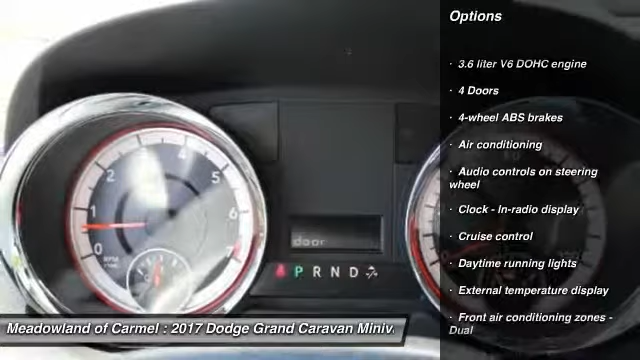 Options
· 3.6 liter V6 DOHC engine
· 4 Doors
· 4-wheel ABS brakes
· Air conditioning
· Audio controls on steering
wheel
· Clock - In-radio display
· Cruise control
· Daytime running lights
· External temperature display
· Front air conditioning zones -
Dual
0 1 2 3 4 5 6 7
RPM
door
P R N D
Meadowland of Carmel : 2017 Dodge Grand Caravan Miniv